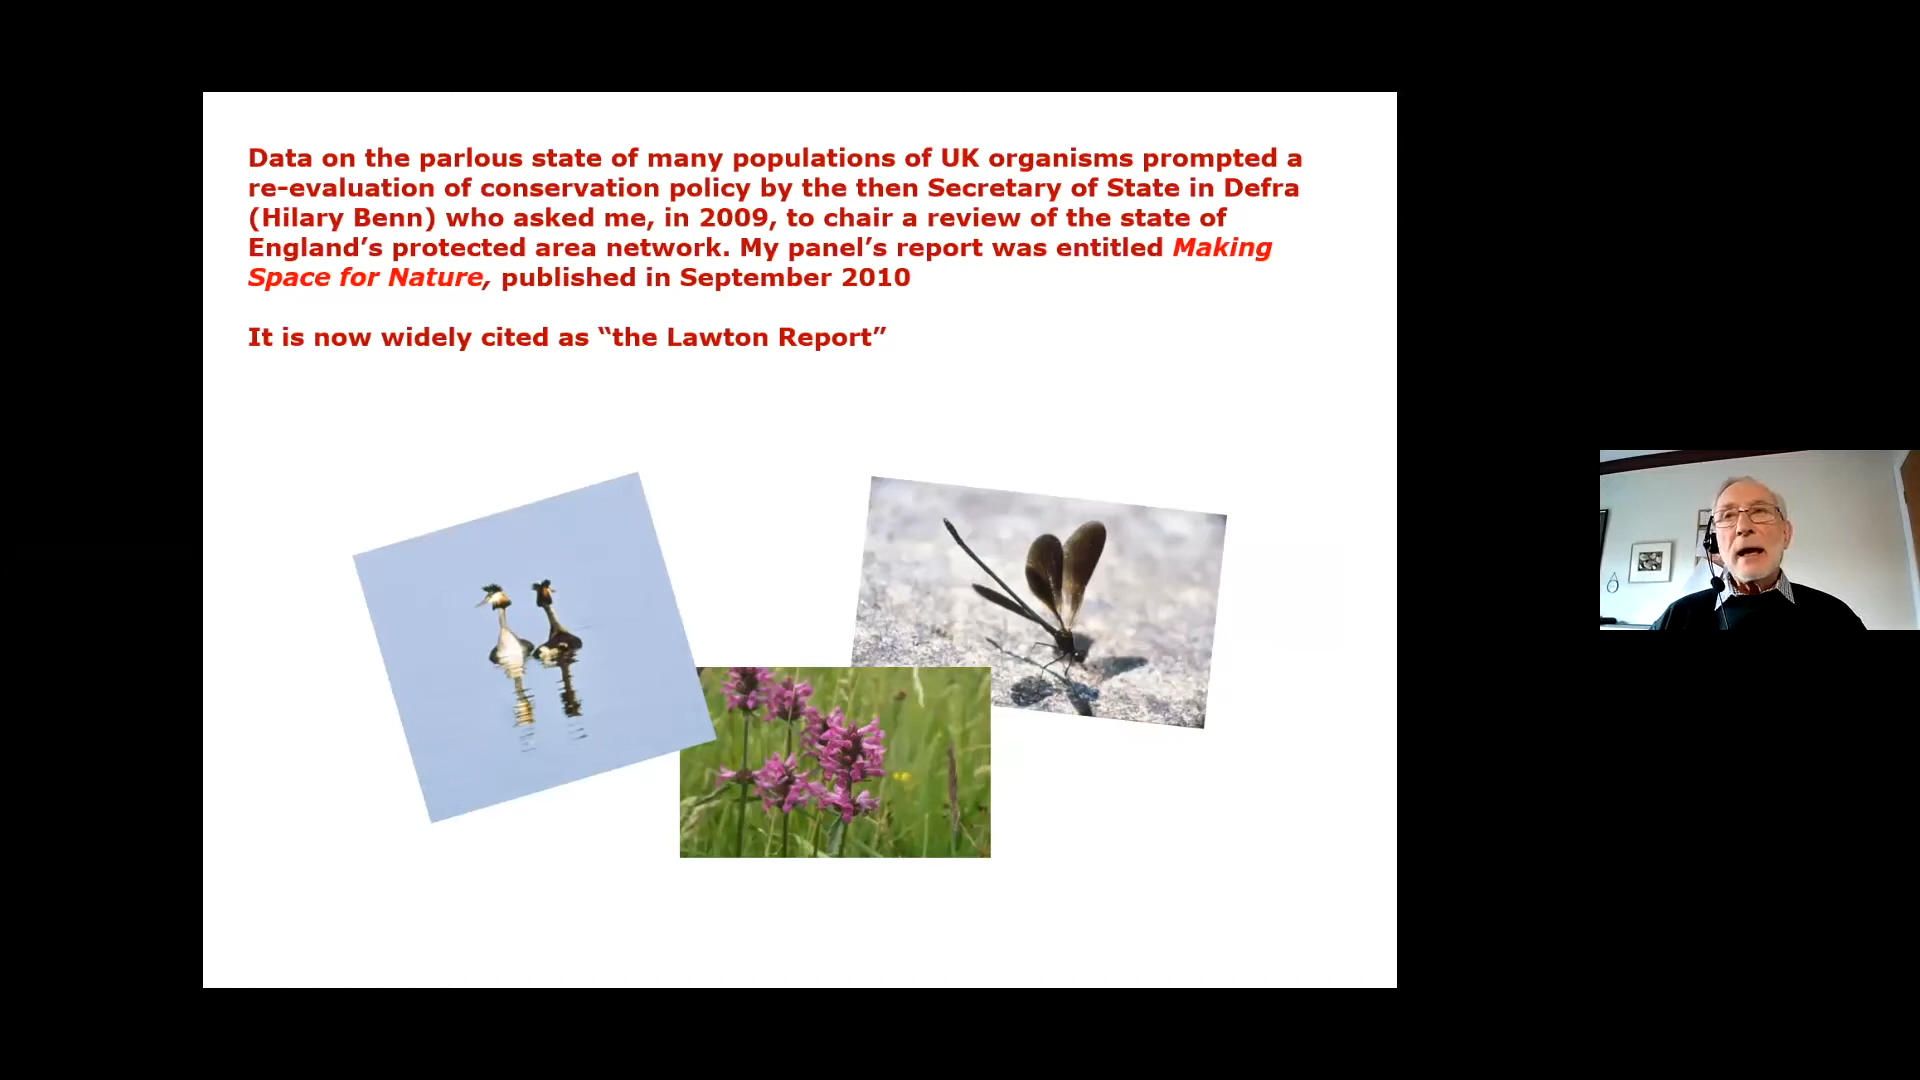 Data on the parlous state of many populations of UK organisms prompted a
re-evaluation of conservation policy by the then Secretary of State in Defra
(Hilary Benn) who asked me, in 2009, to chair a review of the state of
England’s protected area network. My panel’s report was entitled Making
Space for Nature, published in September 2010
It is now widely cited as “the Lawton Report”